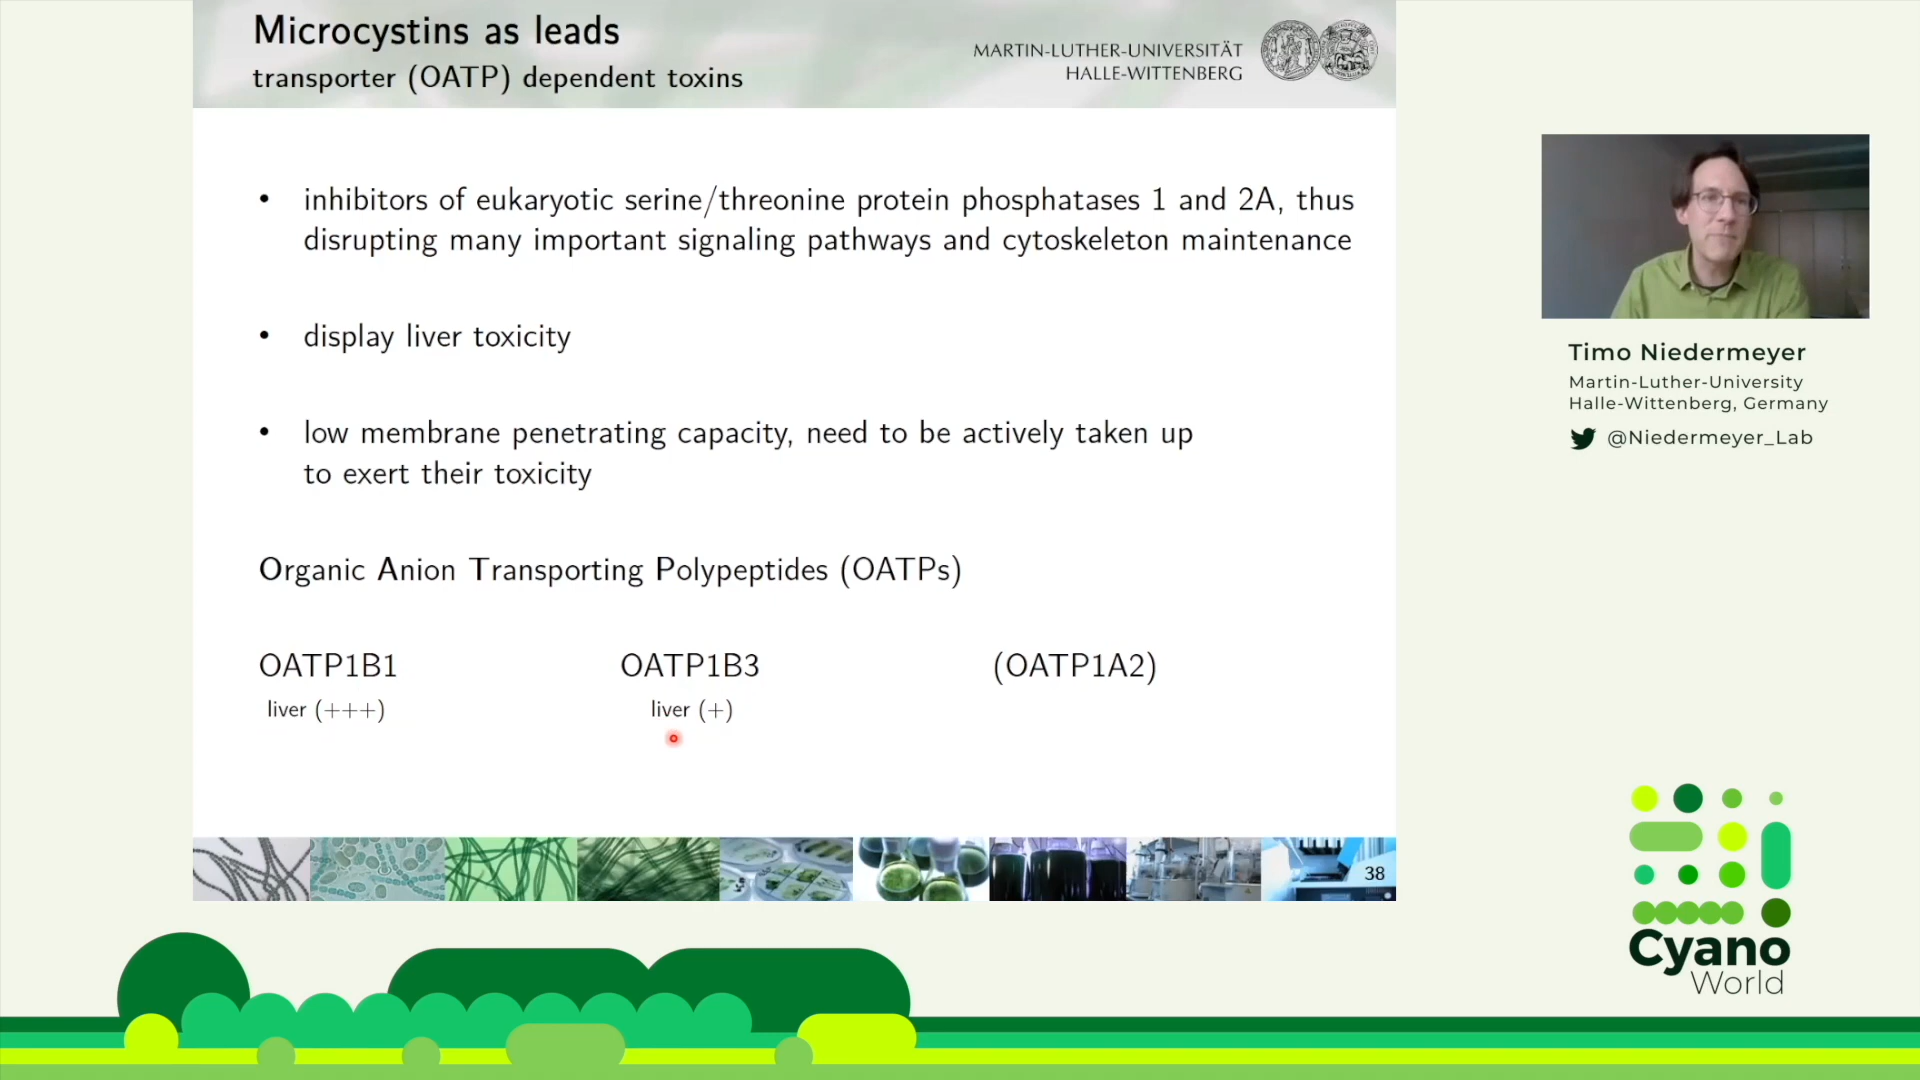 Microcystins as leads
transporter (OATP) dependent toxins
MARTIN-LUTHER-UNIVERSITÄT
HALLE-WITTENBERG
• inhibitors of eukaryotic serine/threonine protein phosphatases 1 and 2A, thus
disrupting many important signaling pathways and cytoskeleton maintenance
• display liver toxicity
• low membrane penetrating capacity, need to be actively taken up
to exert their toxicity
Organic Anion Transporting Polypeptides (OATPs)
OATP1B1 OATP1B3 (OATP1A2)
liver (+++) liver (+)
38
Timo Niedermeyer
Martin-Luther-University
Halle-Wittenberg, Germany
@Niedermeyer_Lab
Cyano
World